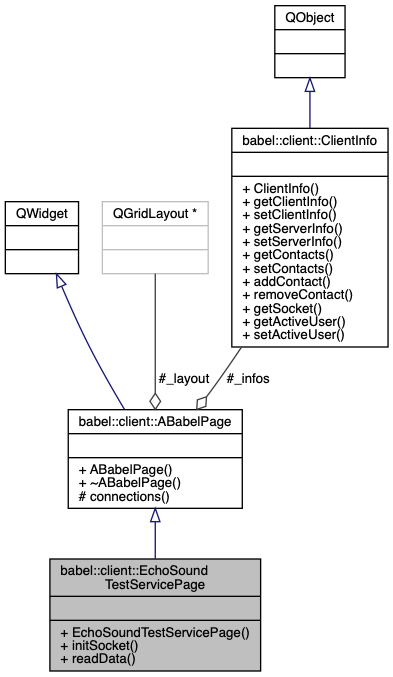 QObject
babel::client::ClientInfo
+ ClientInfo()
+ getClientInfo()
+ setClientInfo()
+ getServerInfo()
+ setServerInfo()
+ getContacts()
+ setContacts()
+ addContact()
+ removeContact()
+ getSocket()
+ getActiveUser()
+ setActiveUser()
QWidget
QGridLayout *
#_layout
#_infos
babel::client::ABabelPage
+ ABabelPage()
+ ~ABabelPage()
# connections()
babel::client::EchoSound
TestServicePage
+ EchoSoundTestServicePage()
+ initSocket()
+ readData()